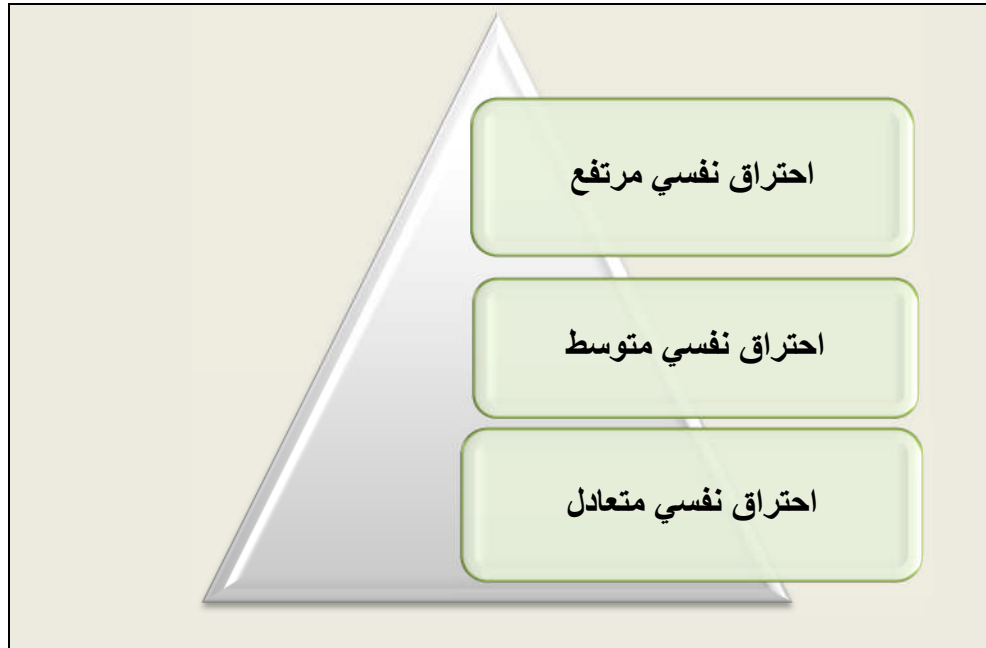 احتراق نفسي مرتفع
احتراق نفسي متوسط
احتراق نفسي متعادل